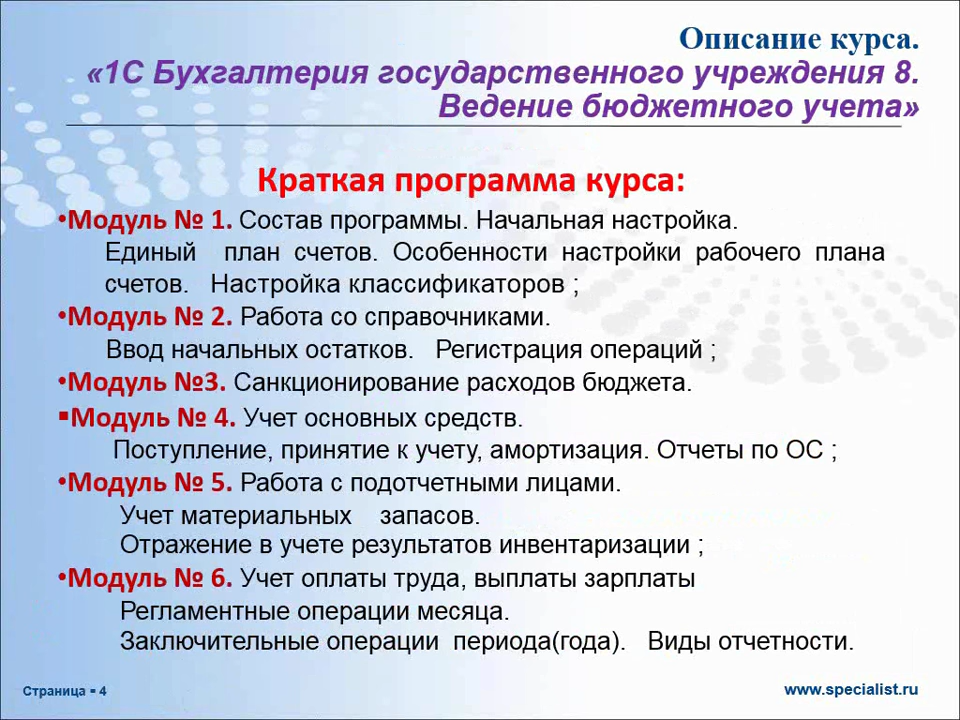 Описание курса.
«1С Бухгалтерия государственного учреждения 8.
Ведение бюджетного учета»
Краткая программа курса:
•Модуль № 1. Состав программы. Начальная настройка.
Единый план счетов. Особенности настройки рабочего плана
счетов. Настройка классификаторов ;
•Модуль № 2. Работа со справочниками.
Ввод начальных остатков. Регистрация операций ;
•Модуль №3. Санкционирование расходов бюджета.
▪Модуль № 4. Учет основных средств.
Поступление, принятие к учету, амортизация. Отчеты по ОС ;
•Модуль № 5. Работа с подотчетными лицами.
Учет материальных запасов.
Отражение в учете результатов инвентаризации ;
•Модуль № 6. Учет оплаты труда, выплаты зарплаты
Регламентные операции месяца.
Заключительные операции периода(года). Виды отчетности.
Страница ▪ 4
www.specialist.ru